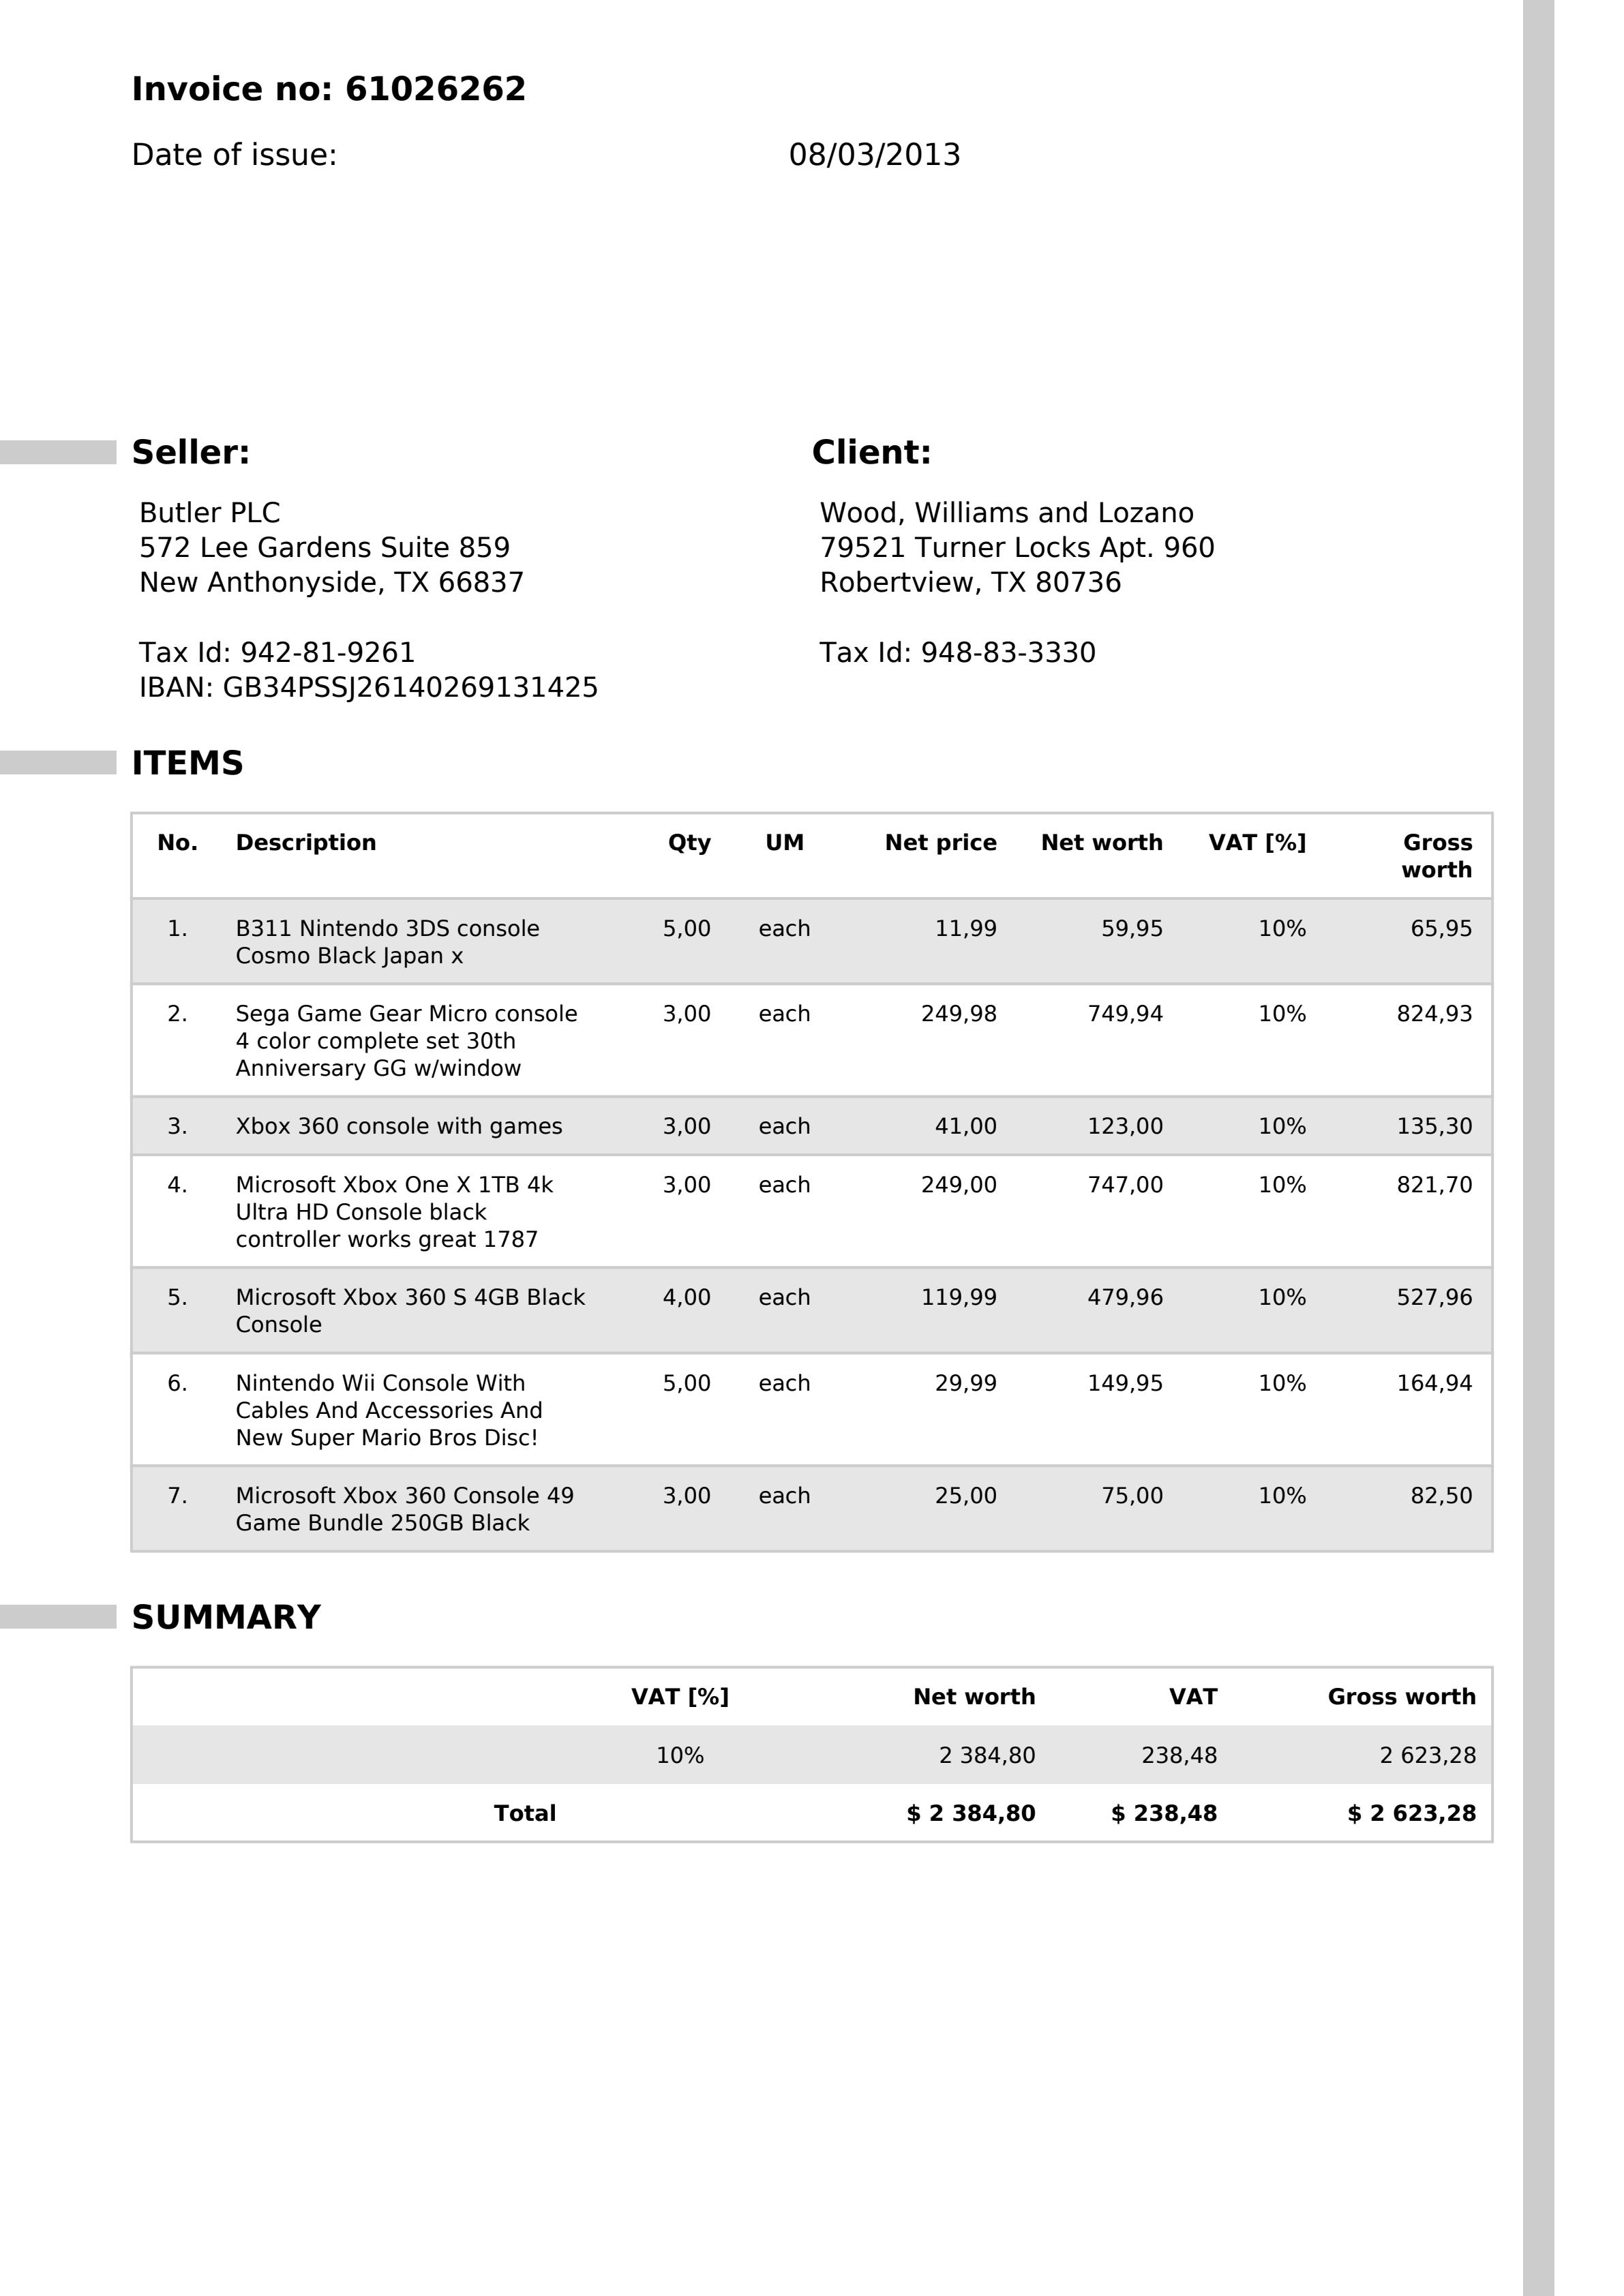 Invoice no: 61026262
Date of issue: 08/03/2013
Seller:
Butler PLC
572 Lee Gardens Suite 859
New Anthonyside, TX 66837
Tax Id: 942-81-9261
IBAN: GB34PSSJ26140269131425
Client:
Wood, Williams and Lozano
79521 Turner Locks Apt. 960
Robertview, TX 80736
Tax Id: 948-83-3330
ITEMS
No. Description Qty UM Net price Net worth VAT [%] Gross
worth
1. B311 Nintendo 3DS console 5,00 each 11,99 59,95 10% 65,95
Cosmo Black Japan x
2. Sega Game Gear Micro console 3,00 each 249,98 749,94 10% 824,93
4 color complete set 30th
Anniversary GG w/window
3. Xbox 360 console with games 3,00 each 41,00 123,00 10% 135,30
4. Microsoft Xbox One X 1TB 4k 3,00 each 249,00 747,00 10% 821,70
Ultra HD Console black
controller works great 1787
5. Microsoft Xbox 360 S 4GB Black 4,00 each 119,99 479,96 10% 527,96
Console
6. Nintendo Wii Console With 5,00 each 29,99 149,95 10% 164,94
Cables And Accessories And
New Super Mario Bros Disc!
7. Microsoft Xbox 360 Console 49 3,00 each 25,00 75,00 10% 82,50
Game Bundle 250GB Black
SUMMARY
VAT [%] Net worth VAT Gross worth
10% 2 384,80 238,48 2 623,28
Total $ 2 384,80 $ 238,48 $ 2 623,28